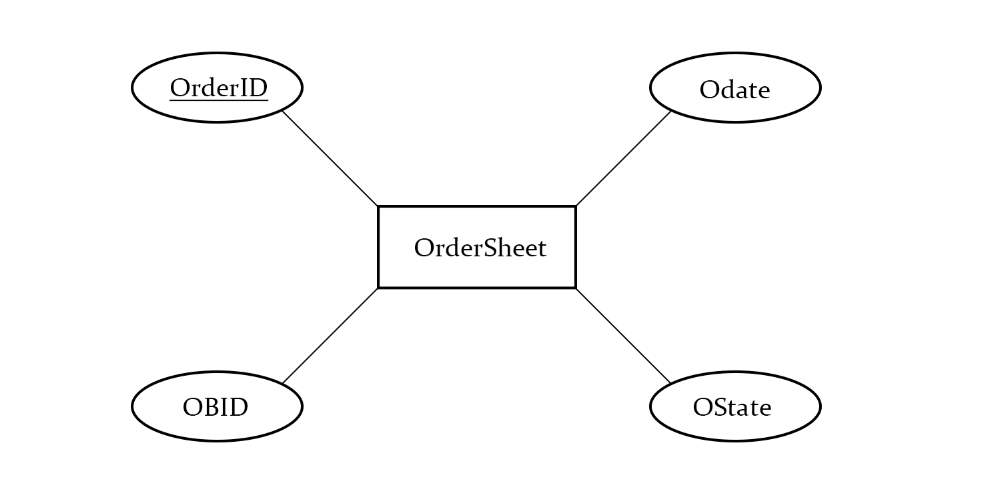 OrderID
Odate
OrderSheet
OBID
OState